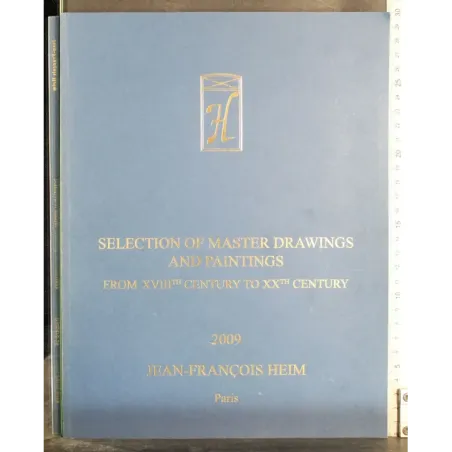 H
SELECTION OF MASTER DRAWINGS
AND PAINTINGS
FROM XVIIITH CENTURY TO XXTH CENTURY
2009
JEAN-FRANÇOIS HEIM
Paris